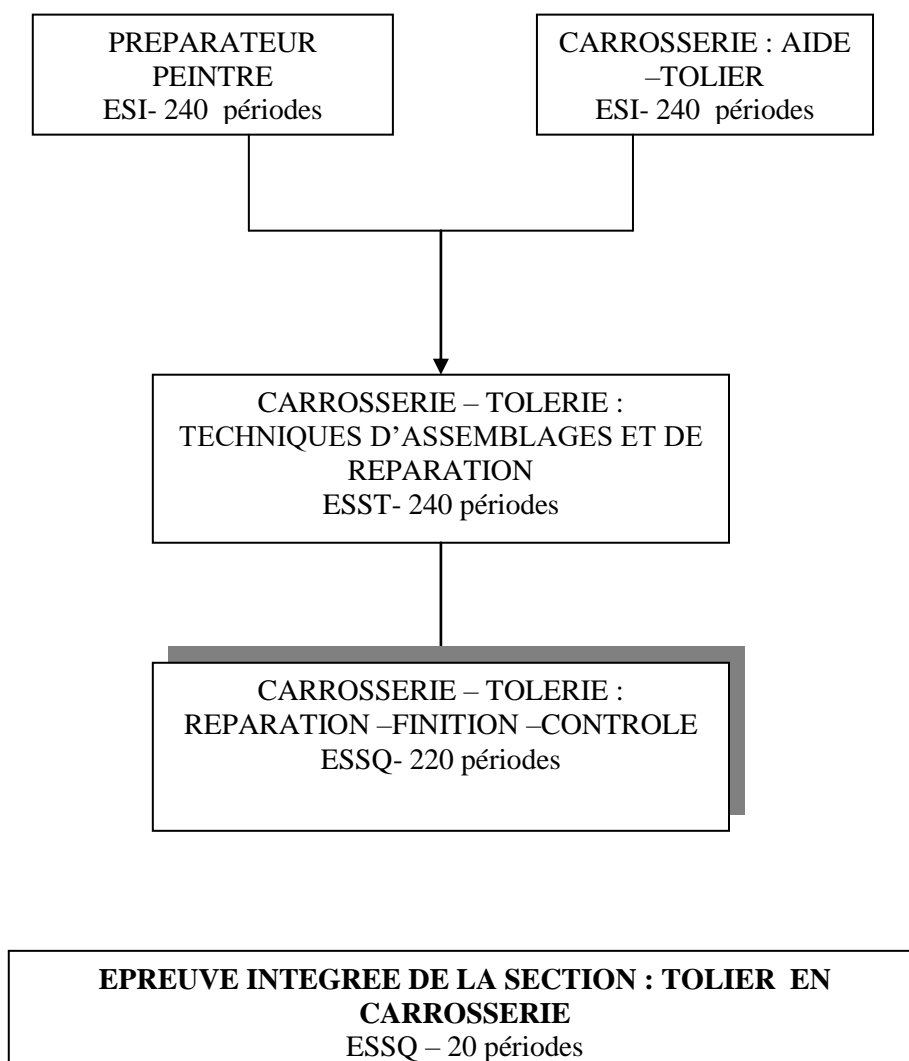 PREPARATEUR
PEINTRE
ESI- 240 périodes
CARROSSERIE : AIDE
–TOLIER
ESI- 240 périodes
CARROSSERIE – TOLERIE :
TECHNIQUES D’ASSEMBLAGES ET DE
REPARATION
ESST- 240 périodes
CARROSSERIE – TOLERIE :
REPARATION –FINITION –CONTROLE
ESSQ- 220 périodes
EPREUVE INTEGREE DE LA SECTION : TOLIER EN
CARROSSERIE
ESSQ – 20 périodes